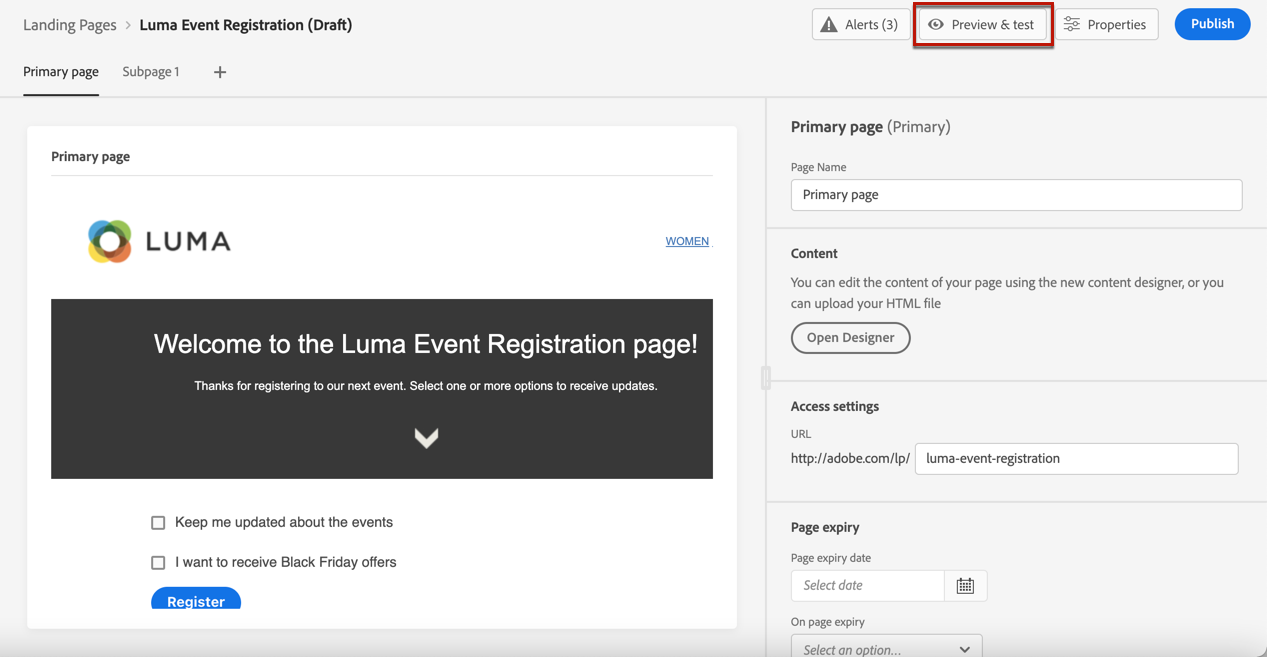 Landing Pages > Luma Event Registration (Draft)
Alerts (3)
Preview & test
Properties
Publish
Primary page
Subpage 1
+
Primary page
LUMA
WOMEN
Welcome to the Luma Event Registration page!
Thanks for registering to our next event. Select one or more options to receive updates.
Keep me updated about the events
I want to receive Black Friday offers
Register
Primary page (Primary)
Page Name
Primary page
Content
You can edit the content of your page using the new content designer, or you
can upload your HTML file
Open Designer
Access settings
URL
http://adobe.com/lp/ luma-event-registration
Page expiry
Page expiry date
Select date
On page expiry
Select an option...